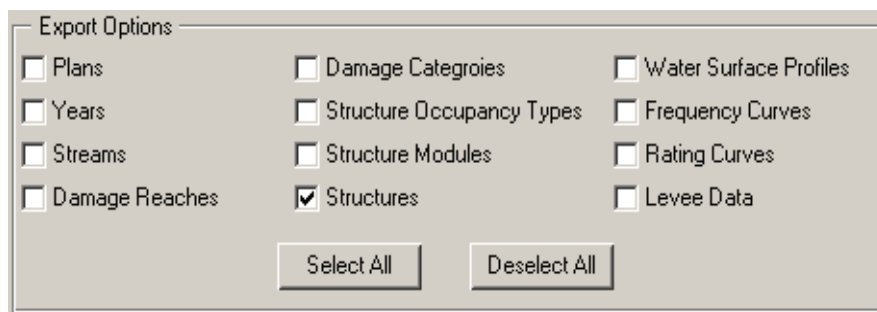 Export Options
Plans Damage Categroies Water Surface Profiles
Years Structure Occupancy Types Frequency Curves
Streams Structure Modules Rating Curves
Damage Reaches Structures Levee Data
Select All Deselect All